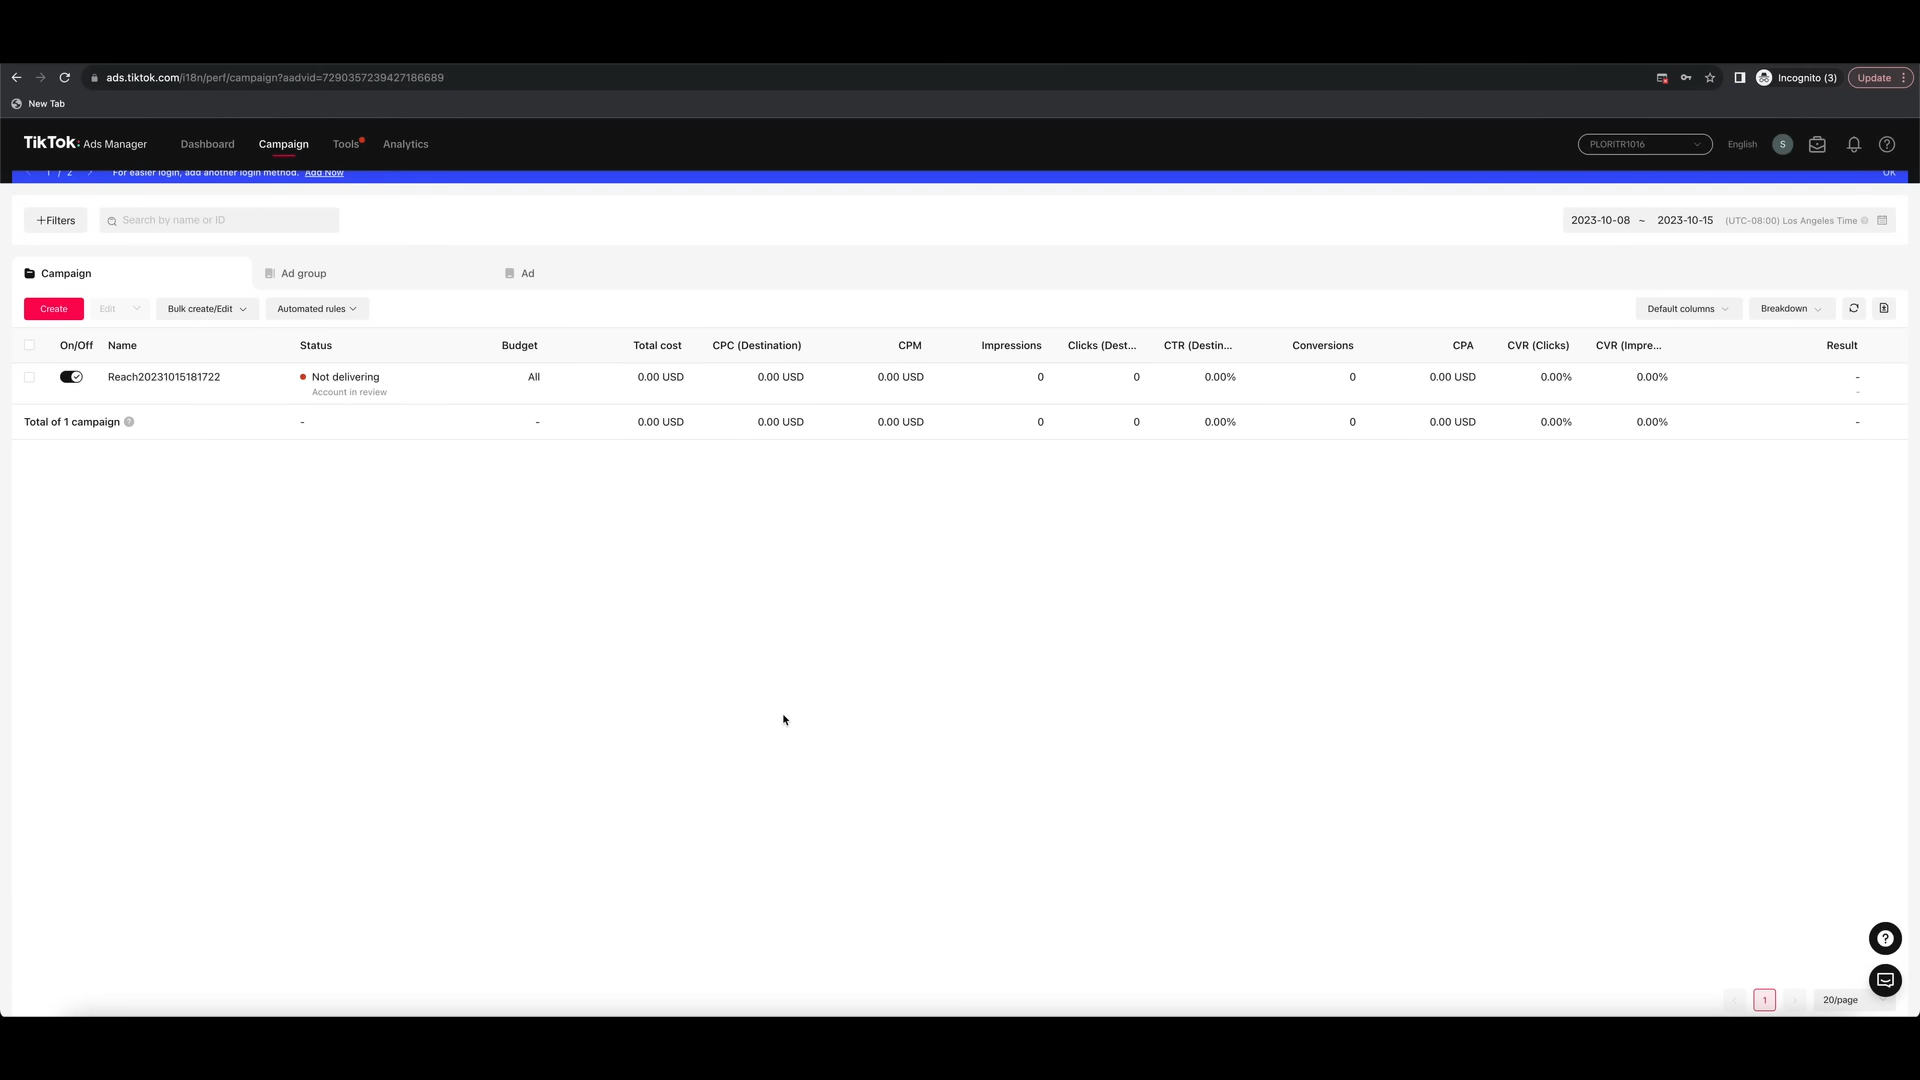 ads.tiktok.com/i18n/perf/campaign?aadvid=7290357239427186689 Incognito (3) Update
New Tab
TikTok: Ads Manager Dashboard Campaign Tools Analytics PLORITR1016 English S
1 / 2 For easier login, add another login method. Add Now OK
+Filters Search by name or ID 2023-10-08 ~ 2023-10-15 (UTC-08:00) Los Angeles Time
Campaign Ad group Ad
Create Edit Bulk create/Edit Automated rules Default columns Breakdown
On/Off Name Status Budget Total cost CPC (Destination) CPM Impressions Clicks (Dest... CTR (Destin... Conversions CPA CVR (Clicks) CVR (Impre... Result
Reach20231015181722 Not delivering All 0.00 USD 0.00 USD 0.00 USD 0 0 0.00% 0 0.00 USD 0.00% 0.00% -
Account in review -
Total of 1 campaign - - 0.00 USD 0.00 USD 0.00 USD 0 0 0.00% 0 0.00 USD 0.00% 0.00% -
1 20/page